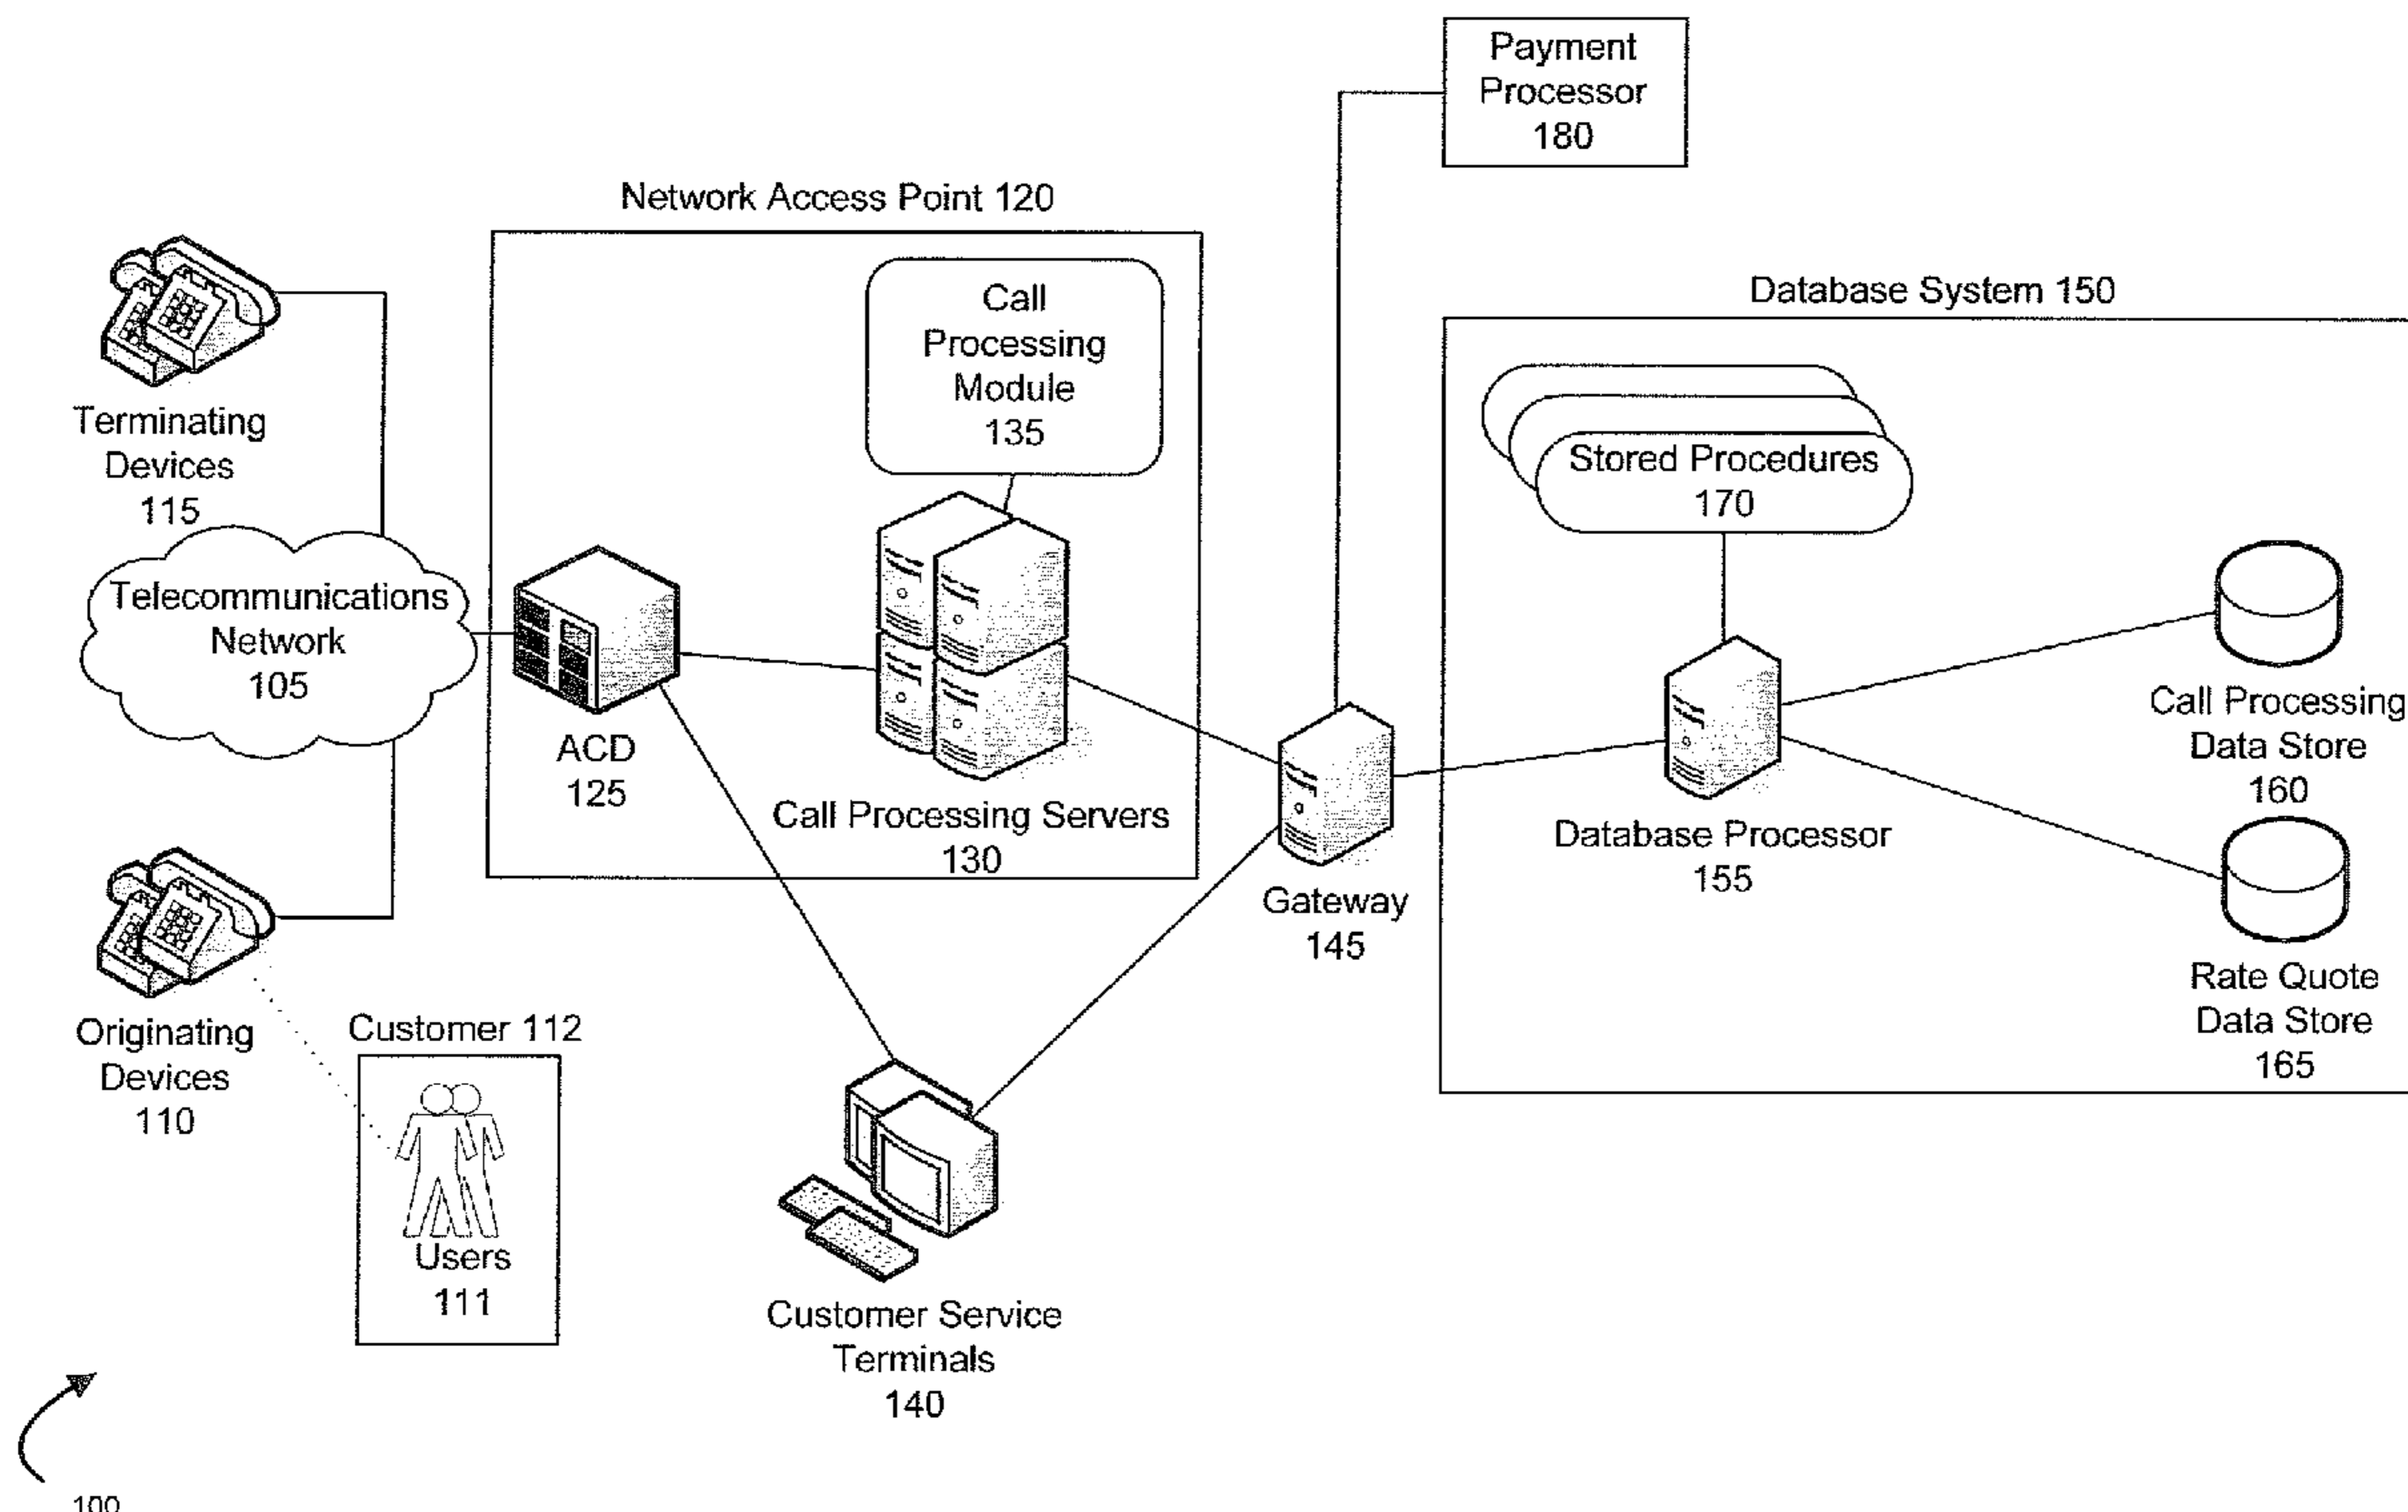 Payment
Processor
180
Network Access Point 120
Call
Processing
Module
135
Database System 150
Terminating
Devices
115
Stored Procedures
170
Telecommunications
Network
105
ACD
125
Call Processing Servers
130
Gateway
145
Database Processor
155
Call Processing
Data Store
160
Rate Quote
Data Store
165
Originating
Devices
110
Customer 112
Users
111
Customer Service
Terminals
140
100